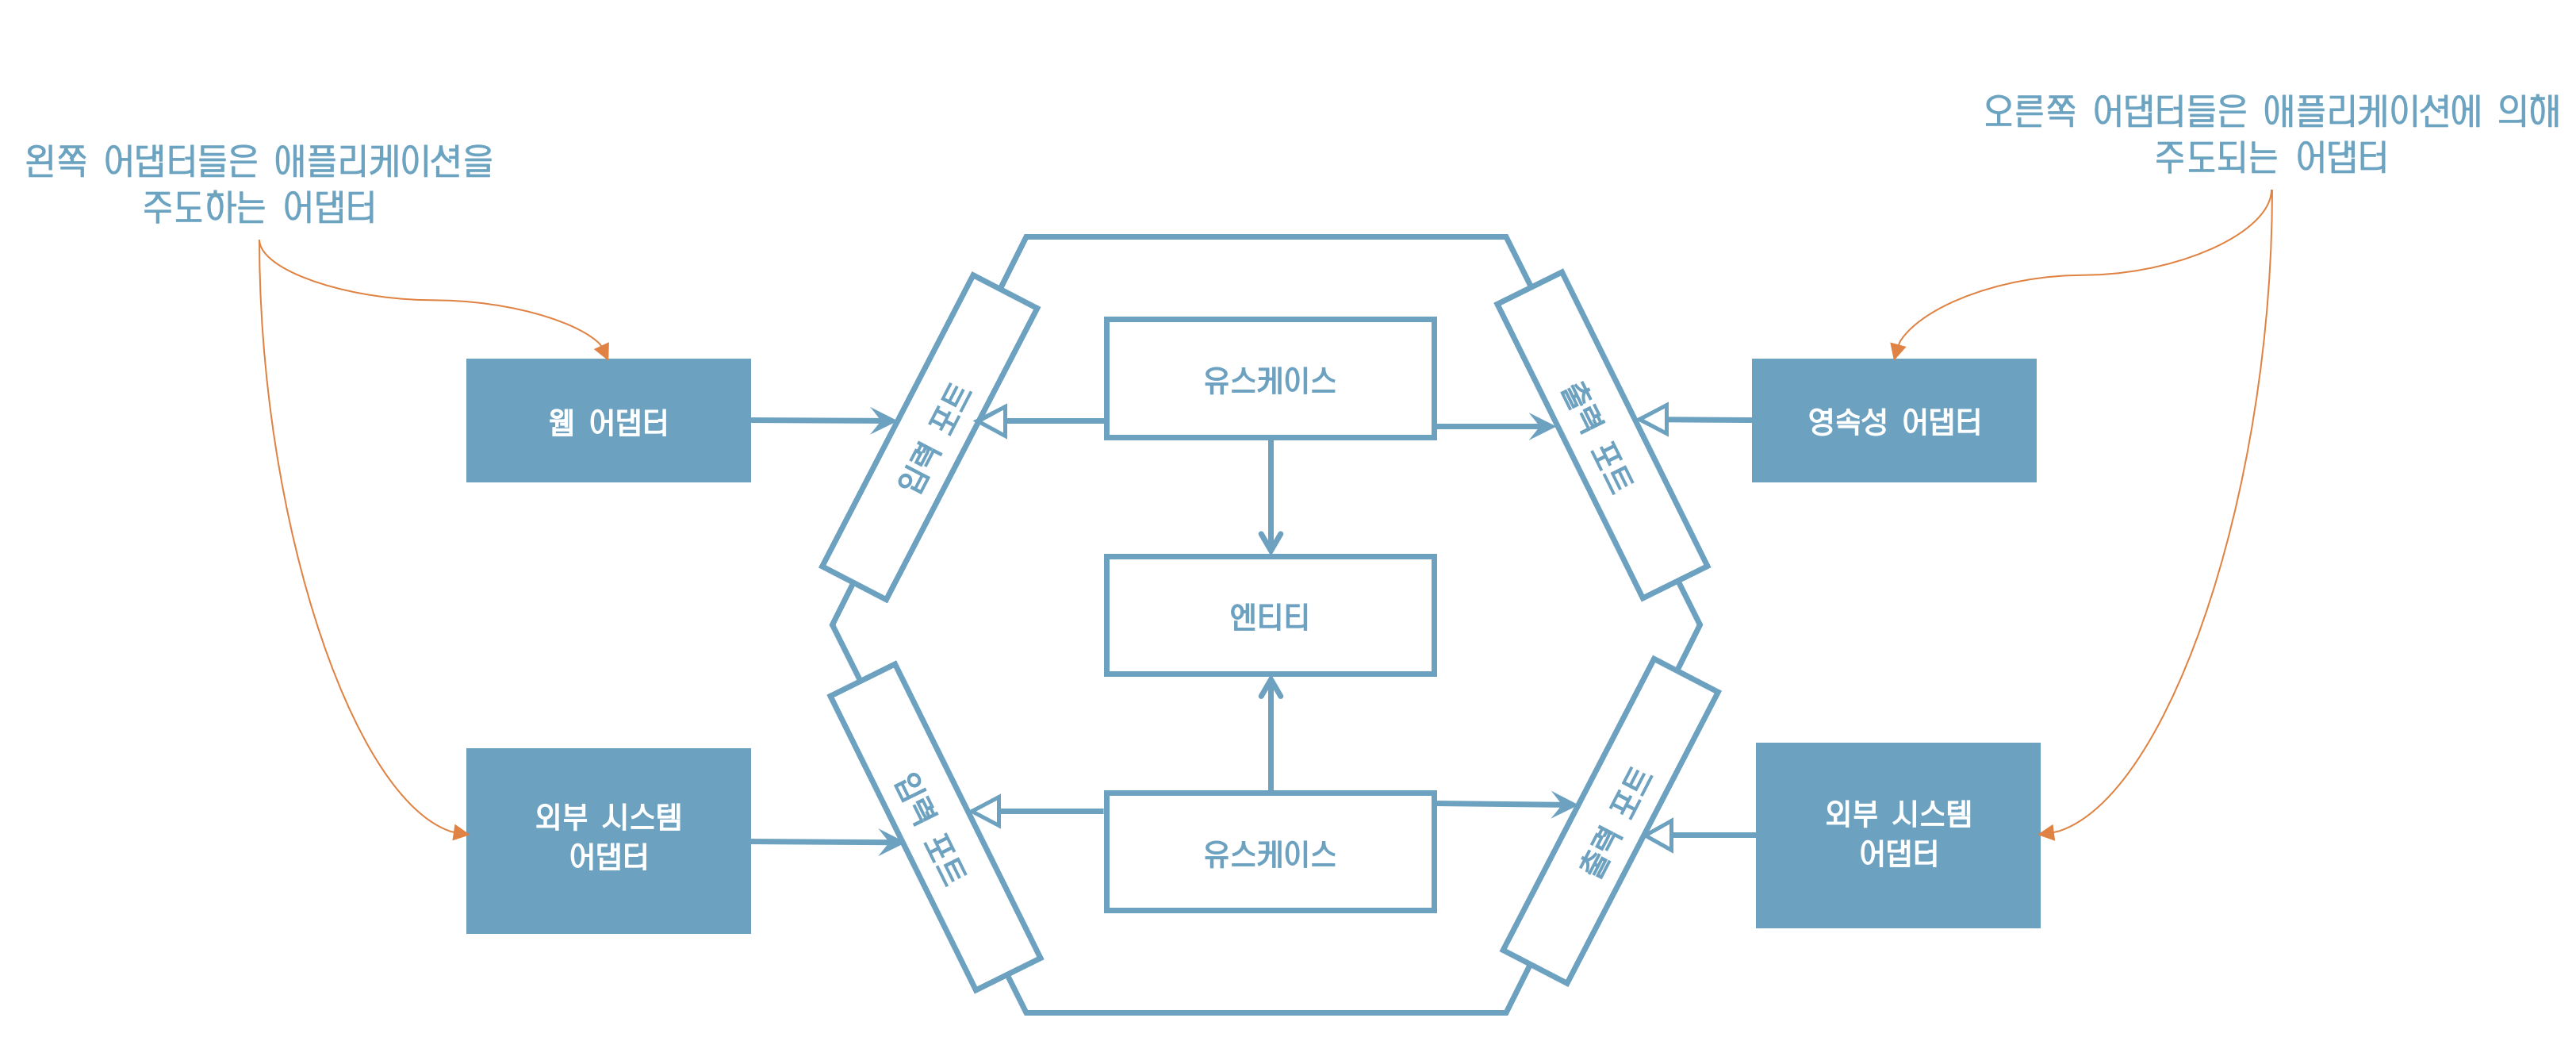 왼쪽 어댑터들은 애플리케이션을
주도하는 어댑터
오른쪽 어댑터들은 애플리케이션에 의해
주도되는 어댑터
웹 어댑터
입력 포트
유스케이스
출력 포트
영속성 어댑터
엔티티
외부 시스템
어댑터
입력 포트
유스케이스
출력 포트
외부 시스템
어댑터